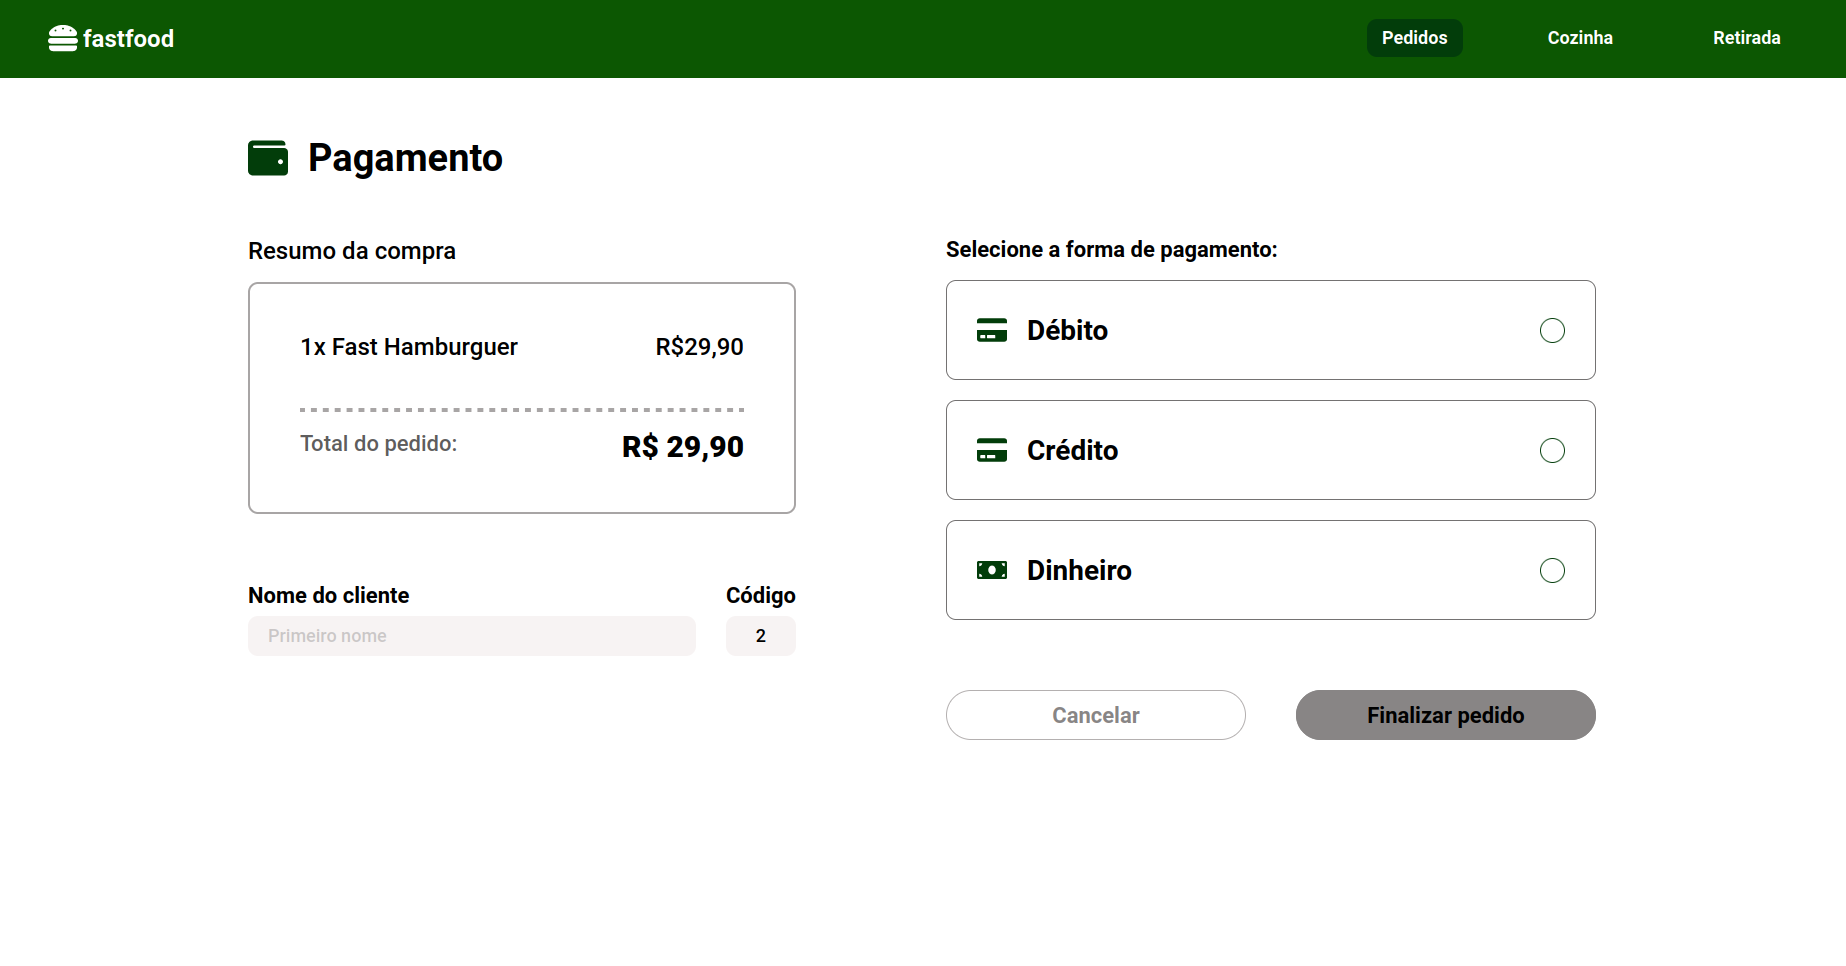 fastfood
Pedidos
Cozinha
Retirada
Pagamento
Resumo da compra
1x Fast Hamburguer
R$29,90
Total do pedido:
R$ 29,90
Nome do cliente
Código
Primeiro nome
2
Selecione a forma de pagamento:
Débito
Crédito
Dinheiro
Cancelar
Finalizar pedido